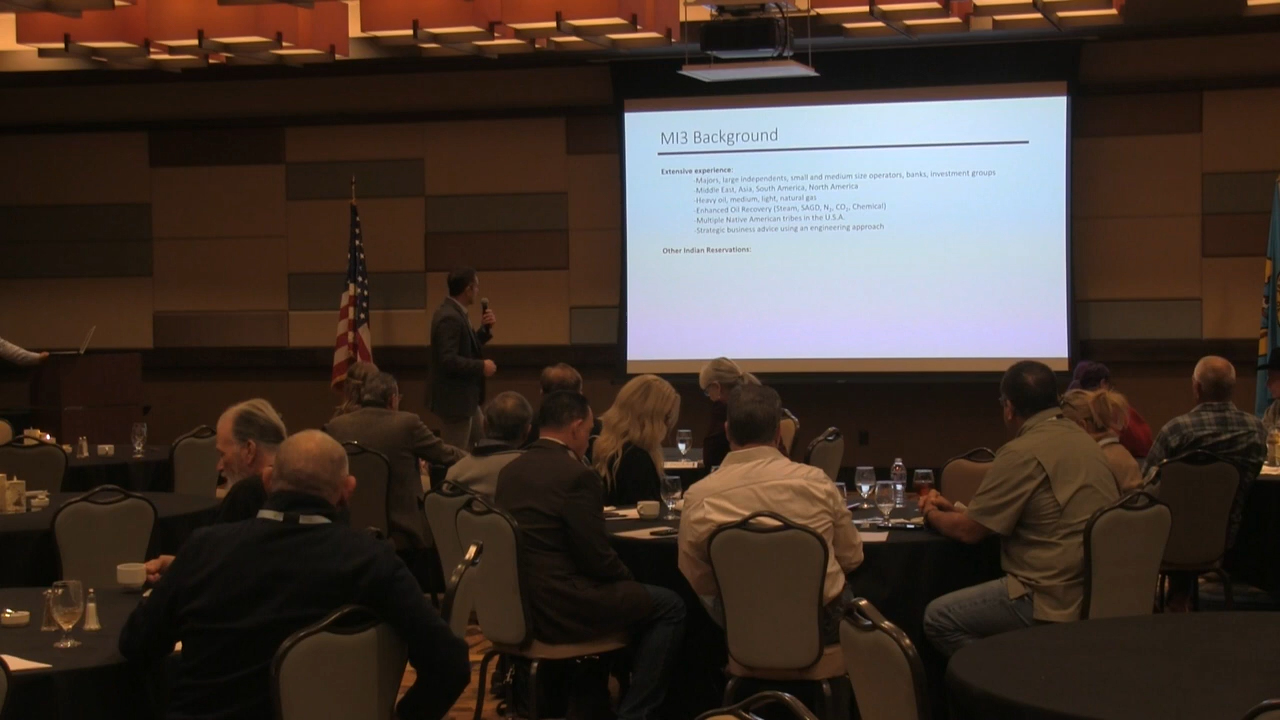 MI3 Background
Extensive experience:
-Majors, large independents, small and medium size operators, banks, investment groups
-Middle East, Asia, South America, North America
-Heavy oil, medium, light, natural gas
-Enhanced Oil Recovery (Steam, SAGD, N₂, CO₂, Chemical)
-Multiple Native American tribes in the U.S.A.
-Strategic business advice using an engineering approach
Other Indian Reservations: